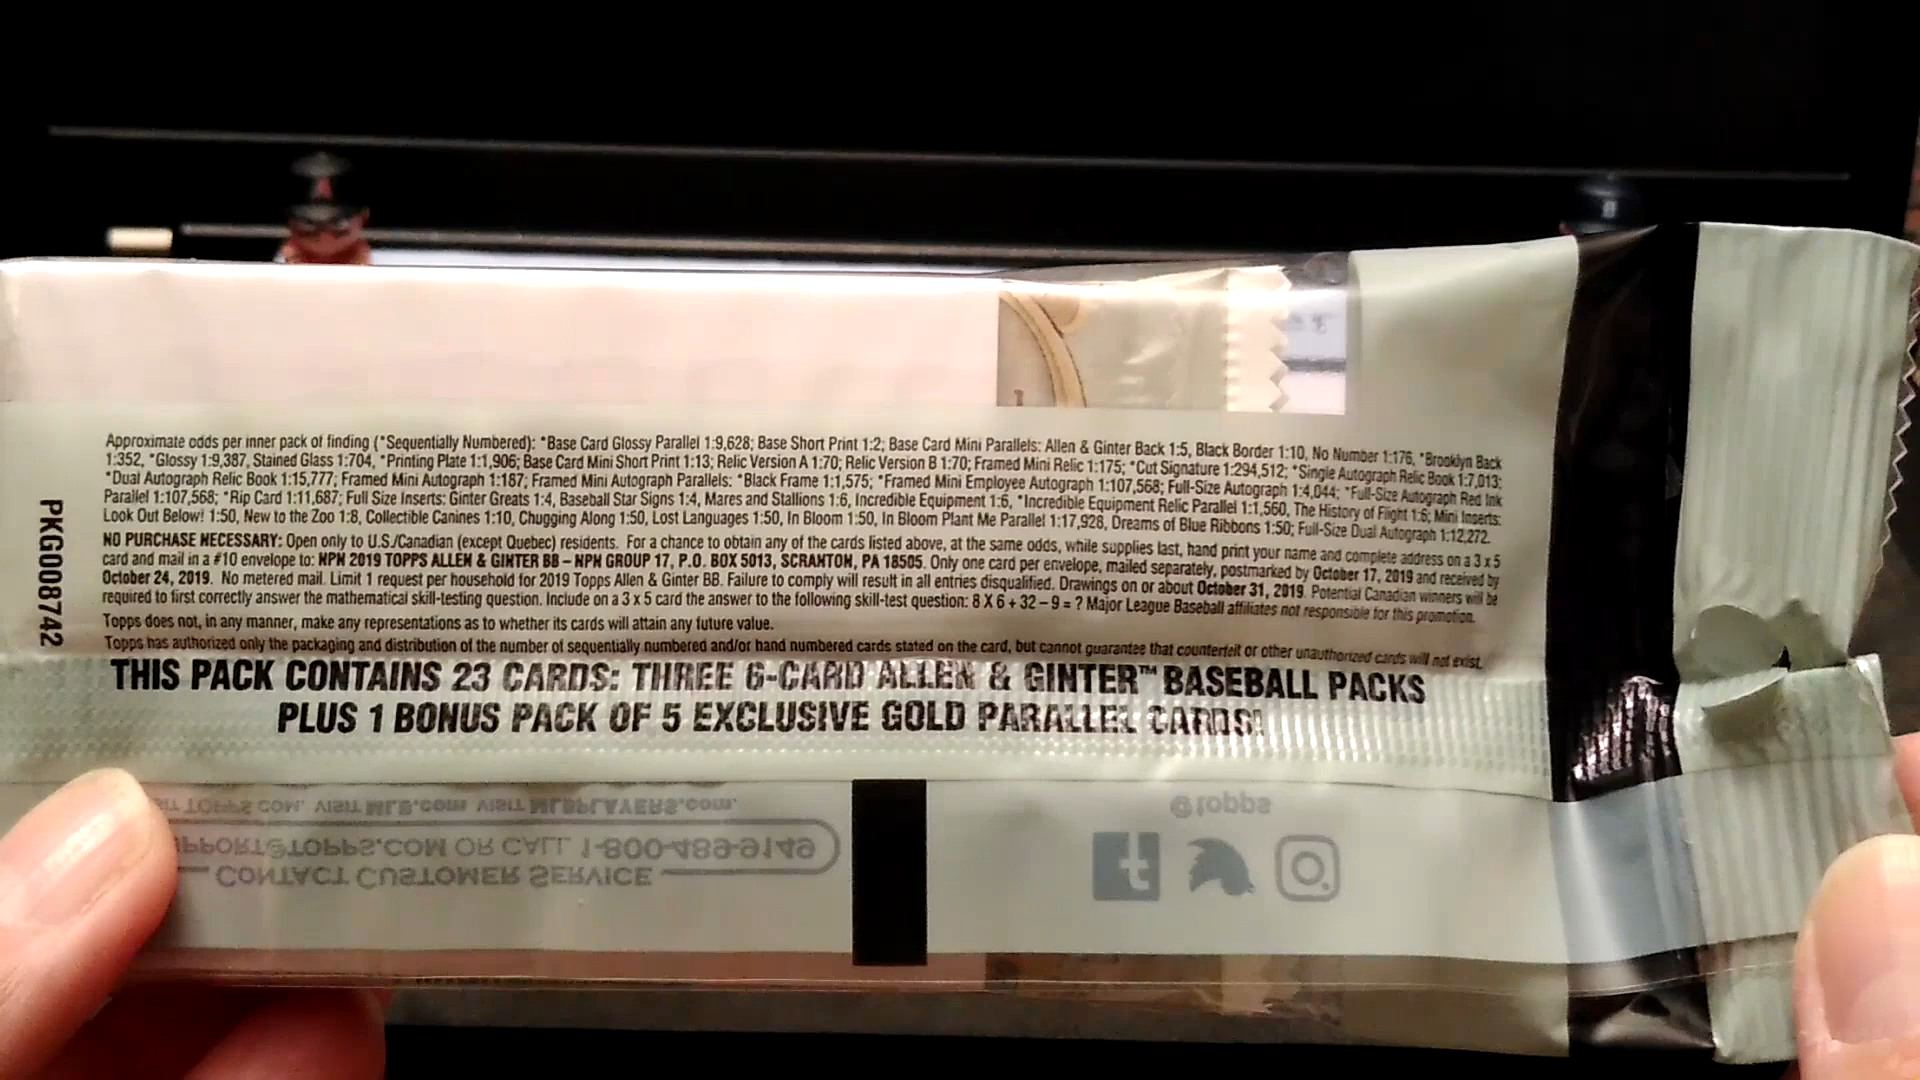 Approximate odds per inner pack of finding (*Sequentially Numbered): *Base Card Glossy Parallel 1:9,628; Base Short Print 1:2; Base Card Mini Parallels: Allen & Ginter Back 1:5, Black Border 1:10, No Number 1:176, *Brooklyn Back
1:352, *Glossy 1:9,387, Stained Glass 1:704, *Printing Plate 1:1,906; Base Card Mini Short Print 1:13; Relic Version A 1:70; Relic Version B 1:70; Framed Mini Relic 1:175; *Cut Signature 1:294,512; *Single Autograph Relic Book 1:7,013;
*Dual Autograph Relic Book 1:15,777; Framed Mini Autograph 1:187; Framed Mini Autograph Parallels: *Black Frame 1:1,575; *Framed Mini Employee Autograph 1:107,568; Full-Size Autograph 1:4,044; *Full-Size Autograph Red Ink
Parallel 1:107,568; *Rip Card 1:11,687; Full Size Inserts: Ginter Greats 1:4, Baseball Star Signs 1:4, Mares and Stallions 1:6, Incredible Equipment 1:6, *Incredible Equipment Relic Parallel 1:1,560, The History of Flight 1:6; Mini Inserts:
Look Out Below! 1:50, New to the Zoo 1:8, Collectible Canines 1:10, Chugging Along 1:50, Lost Languages 1:50, In Bloom 1:50, In Bloom Plant Me Parallel 1:17,928, Dreams of Blue Ribbons 1:50; Full-Size Dual Autograph 1:12,272.
NO PURCHASE NECESSARY: Open only to U.S./Canadian (except Quebec) residents. For a chance to obtain any of the cards listed above, at the same odds, while supplies last, hand print your name and complete address on a 3 x 5
card and mail in a #10 envelope to: NPN 2019 TOPPS ALLEN & GINTER BB – NPN GROUP 17, P.O. BOX 5013, SCRANTON, PA 18505. Only one card per envelope, mailed separately, postmarked by October 17, 2019 and received by
October 24, 2019. No metered mail. Limit 1 request per household for 2019 Topps Allen & Ginter BB. Failure to comply will result in all entries disqualified. Drawings on or about October 31, 2019. Potential Canadian winners will be
required to first correctly answer the mathematical skill-testing question. Include on a 3 x 5 card the answer to the following skill-test question: 8 X 6 + 32 – 9 = ? Major League Baseball affiliates not responsible for this promotion.
Topps does not, in any manner, make any representations as to whether its cards will attain any future value.
Topps has authorized only the packaging and distribution of the number of sequentially numbered and/or hand numbered cards stated on the card, but cannot guarantee that counterfeit or other unauthorized cards will not exist.
PKG008742
THIS PACK CONTAINS 23 CARDS: THREE 6-CARD ALLEN & GINTER™ BASEBALL PACKS
PLUS 1 BONUS PACK OF 5 EXCLUSIVE GOLD PARALLEL CARDS!
TOPPS.COM. VISIT MLB.com VISIT MLBPLAYERS.com.
@topps
PPORT@TOPPS.COM OR CALL 1-800-489-9149
CONTACT CUSTOMER SERVICE